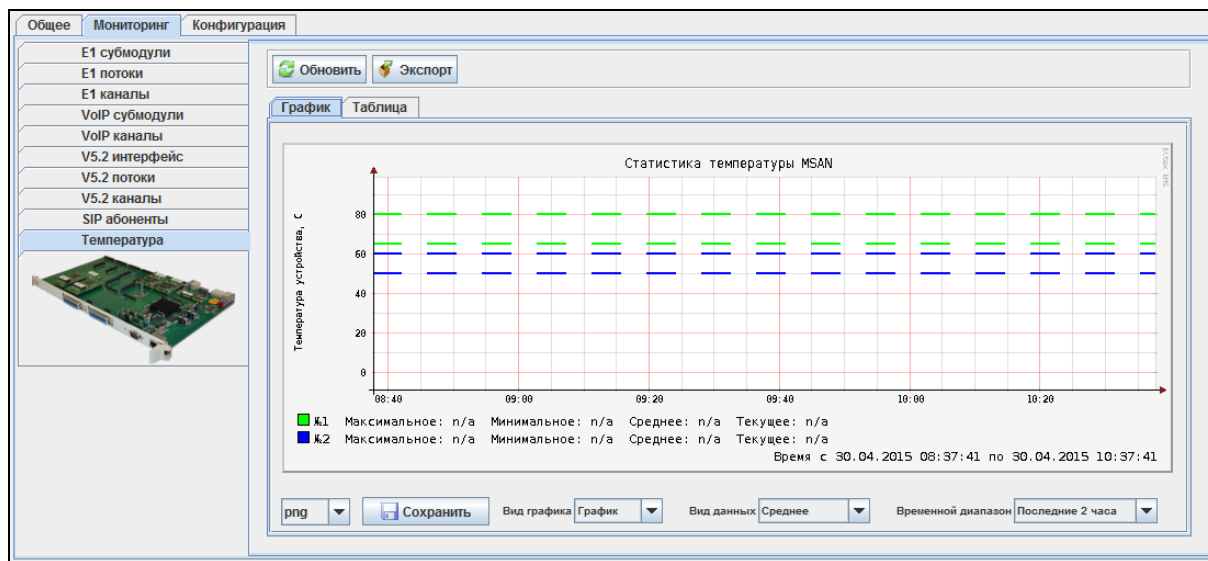 Общее Мониторинг Конфигурация
E1 субмодули
E1 потоки
E1 каналы
VoIP субмодули
VoIP каналы
V5.2 интерфейс
V5.2 потоки
V5.2 каналы
SIP абоненты
Температура
Обновить Экспорт
График Таблица
Статистика температуры MSAN
Eltex EMS
Температура устройства, C
80
60
40
20
0
08:40 09:00 09:20 09:40 10:00 10:20
№1 Максимальное: n/a Минимальное: n/a Среднее: n/a Текущее: n/a
№2 Максимальное: n/a Минимальное: n/a Среднее: n/a Текущее: n/a
Время с 30.04.2015 08:37:41 по 30.04.2015 10:37:41
png Сохранить Вид графика График Вид данных Среднее Временной диапазон Последние 2 часа